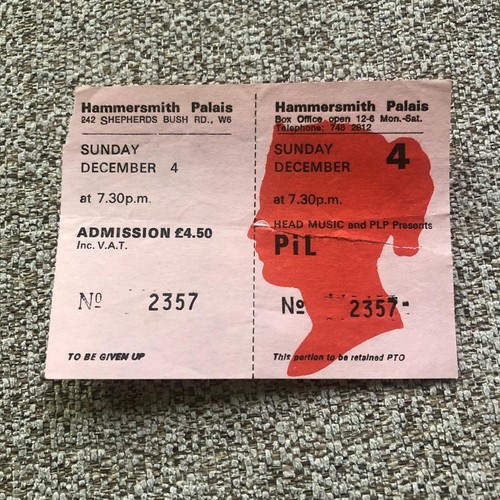 Hammersmith Palais
242 SHEPHERDS BUSH RD., W6
SUNDAY
DECEMBER 4
at 7.30p.m.
ADMISSION £4.50
Inc. V.A.T.
Nº 2357
TO BE GIVEN UP
Hammersmith Palais
Box Office open 12-6 Mon.-Sat.
Telephone: 748 2812
SUNDAY 4
DECEMBER
at 7.30p.m.
HEAD MUSIC and PLP Presents
PiL
Nº 2357
This portion to be retained PTO